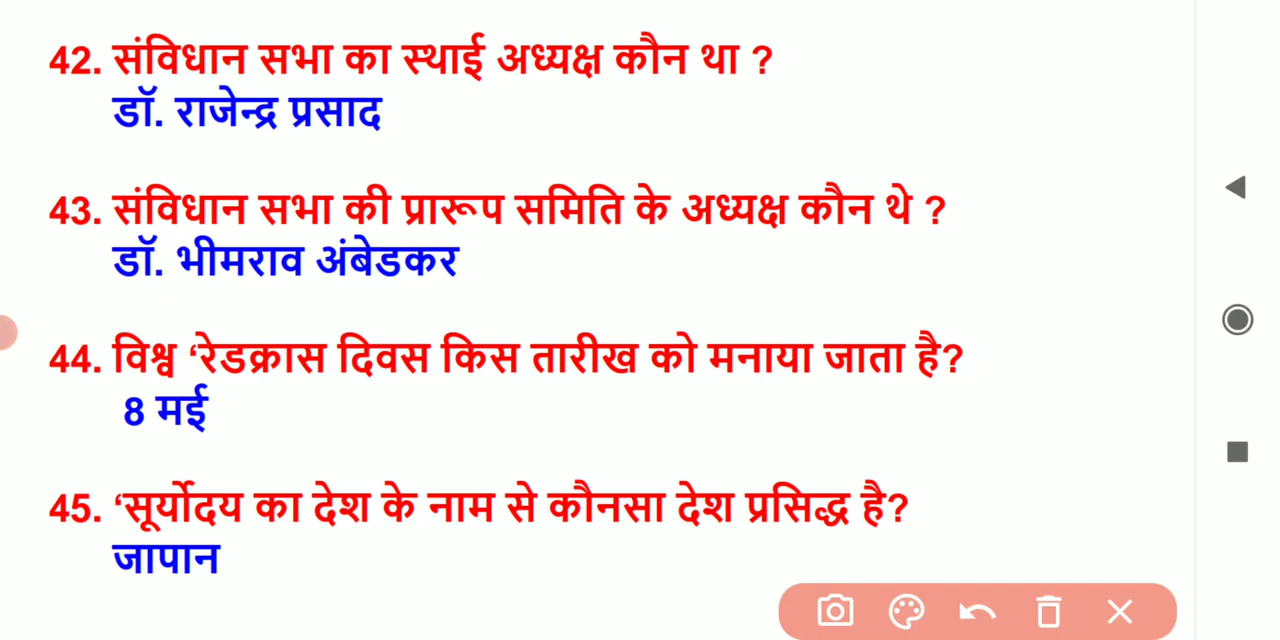 42. संविधान सभा का स्थाई अध्यक्ष कौन था ?
डॉ. राजेन्द्र प्रसाद
43. संविधान सभा की प्रारूप समिति के अध्यक्ष कौन थे ?
डॉ. भीमराव अंबेडकर
44. विश्व ‘रेडक्रास दिवस किस तारीख को मनाया जाता है?
8 मई
45. ‘सूर्योदय का देश के नाम से कौनसा देश प्रसिद्ध है?
जापान